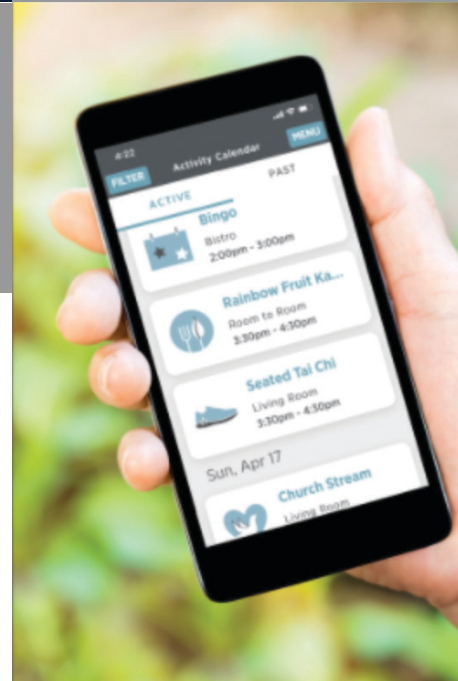 4:22
FILTER
Activity Calendar
MENU
ACTIVE
PAST
Bingo
Bistro
2:00pm - 3:00pm
Rainbow Fruit Ka...
Room to Room
3:30pm - 4:30pm
Seated Tai Chi
Living Room
3:30pm - 4:30pm
Sun, Apr 17
Church Stream
Living Room